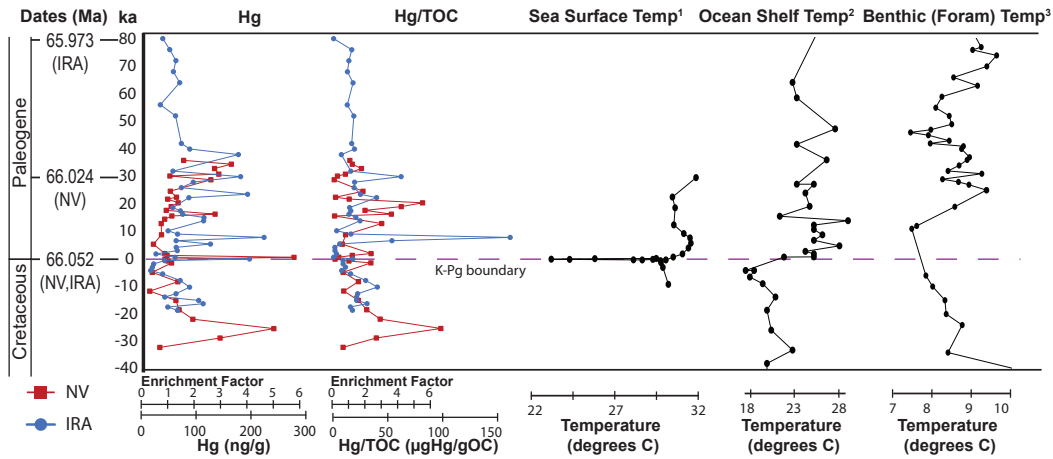 Dates (Ma) ka Hg Hg/TOC Sea Surface Temp¹ Ocean Shelf Temp² Benthic (Foram) Temp³
65.973
(IRA)
66.024
(NV)
66.052
(NV,IRA)
Paleogene
Cretaceous
80
70
60
50
40
30
20
10
0
-10
-20
-30
-40
K-Pg boundary
NV
IRA
Enrichment Factor
0 1 2 3 4 5 6
0 100 200 300
Hg (ng/g)
Enrichment Factor
0 2 4 6
0 50 100 150
Hg/TOC (µgHg/gOC)
22 27 32
Temperature
(degrees C)
18 23 28
Temperature
(degrees C)
7 8 9 10
Temperature
(degrees C)